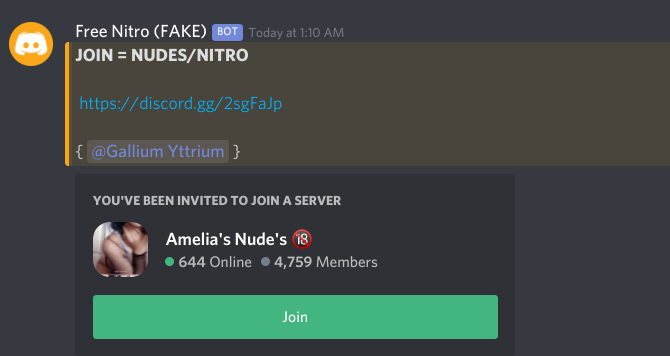 Free Nitro (FAKE) BOT Today at 1:10 AM
JOIN = NUDES/NITRO
https://discord.gg/2sgFaJp
{ @Gallium Yttrium }
YOU'VE BEEN INVITED TO JOIN A SERVER
Amelia's Nude's 🔞
644 Online 4,759 Members
Join